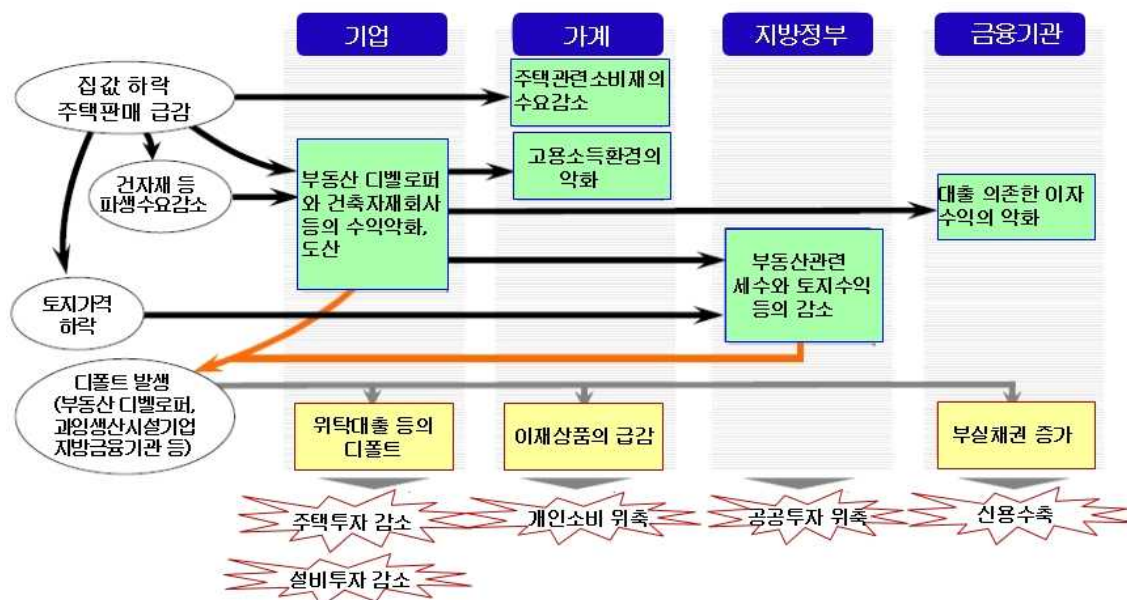 기업
가계
지방정부
금융기관
집값 하락
주택판매 급감
주택관련소비재의
수요감소
고용소득환경의
악화
건자재 등
파생수요감소
부동산 디벨로퍼
와 건축자재회사
등의 수익악화,
도산
대출 의존한 이자
수익의 악화
부동산관련
세수와 토지수익
등의 감소
토지가격
하락
디폴트 발생
(부동산 디벨로퍼,
과잉생산시설기업
지방금융기관 등)
위탁대출 등의
디폴트
이재상품의 급감
부실채권 증가
주택투자 감소
개인소비 위축
공공투자 위축
신용수축
설비투자 감소